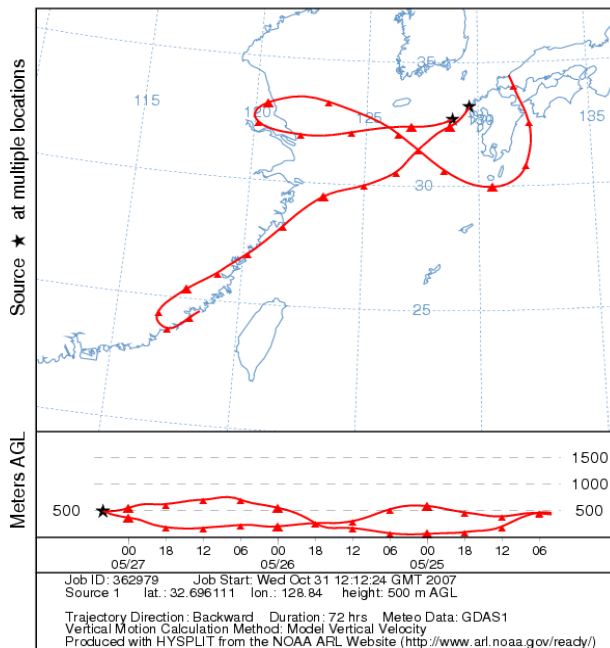 Source ★ at multiple locations
115
120
125
130
135
35
30
25
Meters AGL
500
1500
1000
500
00 18 12 06 00 18 12 06 00 18 12 06
05/27 05/26 05/25
Job ID: 362979 Job Start: Wed Oct 31 12:12:24 GMT 2007
Source 1 lat.: 32.696111 lon.: 128.84 height: 500 m AGL
Trajectory Direction: Backward Duration: 72 hrs Meteo Data: GDAS1
Vertical Motion Calculation Method: Model Vertical Velocity
Produced with HYSPLIT from the NOAA ARL Website (http://www.arl.noaa.gov/ready/)